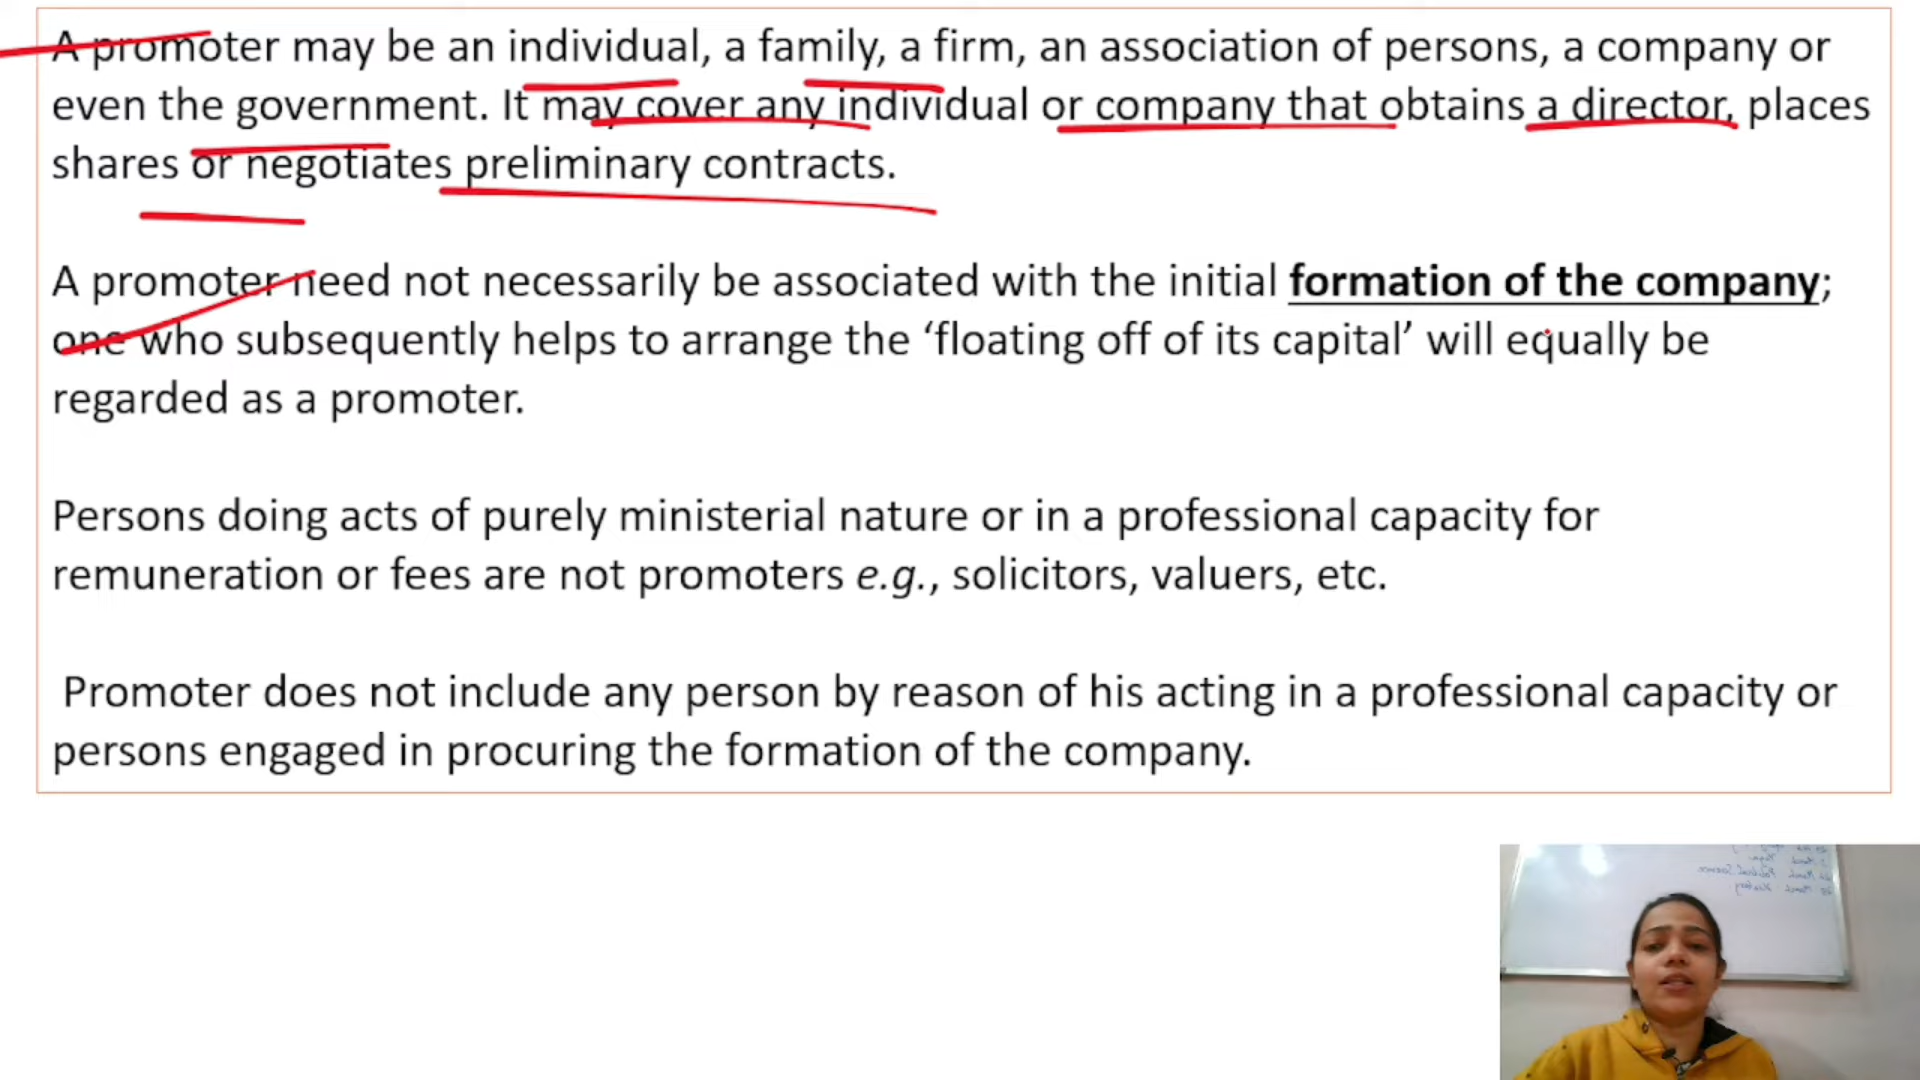 A promoter may be an individual, a family, a firm, an association of persons, a company or
even the government. It may cover any individual or company that obtains a director, places
shares or negotiates preliminary contracts.
A promoter need not necessarily be associated with the initial formation of the company;
one who subsequently helps to arrange the ‘floating off of its capital’ will equally be
regarded as a promoter.
Persons doing acts of purely ministerial nature or in a professional capacity for
remuneration or fees are not promoters e.g., solicitors, valuers, etc.
Promoter does not include any person by reason of his acting in a professional capacity or
persons engaged in procuring the formation of the company.